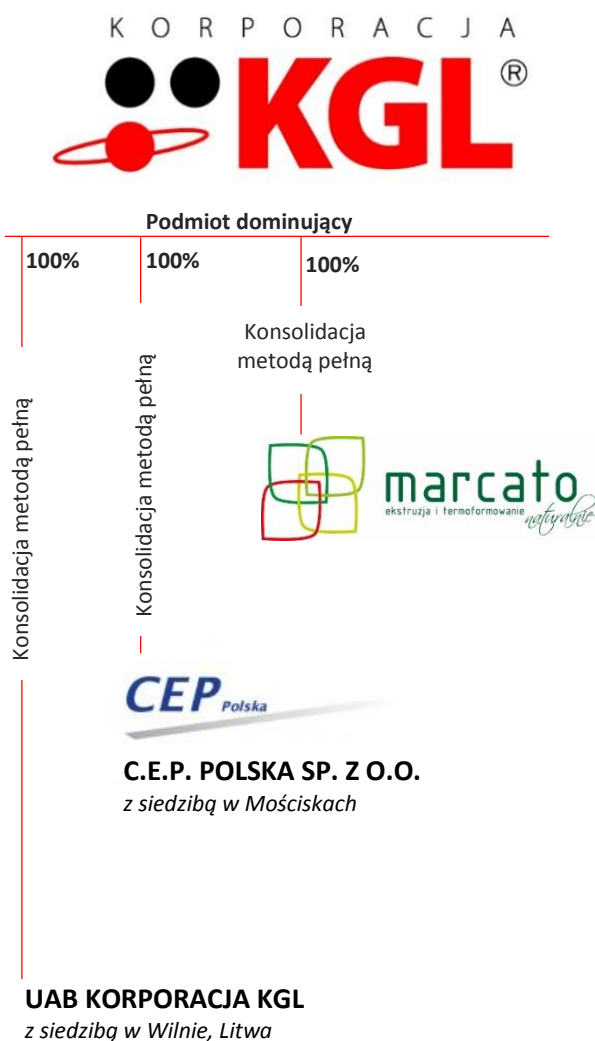 KORPORACJA
KGL®
Podmiot dominujący
100%
100%
100%
Konsolidacja
metodą pełną
Konsolidacja metodą pełną
Konsolidacja metodą pełną
marcato
ekstruzja i termoformowanie
naturalnie
CEP Polska
C.E.P. POLSKA SP. Z O.O.
z siedzibą w Mościskach
UAB KORPORACJA KGL
z siedzibą w Wilnie, Litwa